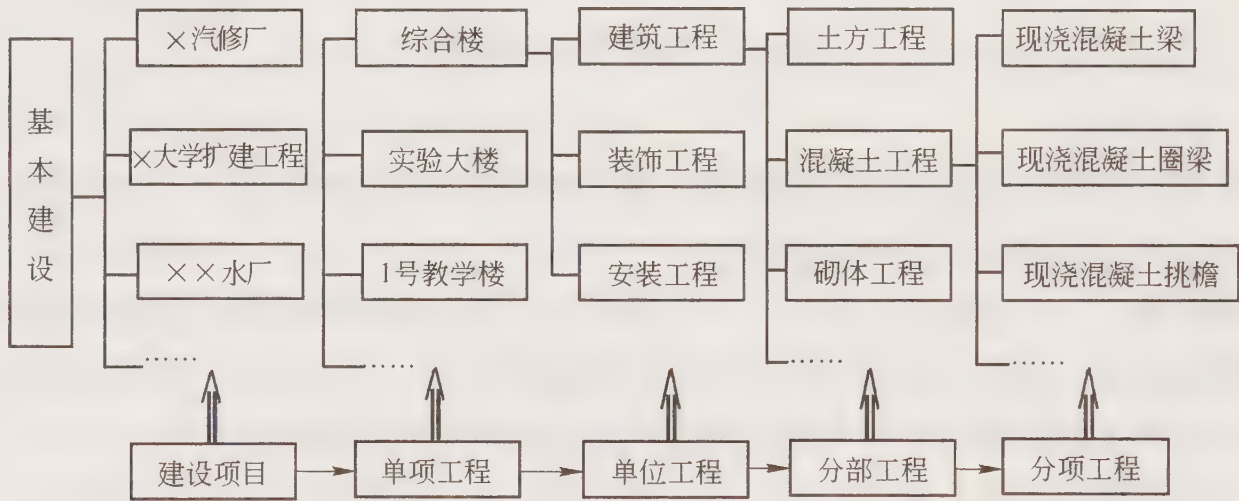 基本建设
×汽修厂
×大学扩建工程
××水厂
……
综合楼
实验大楼
1号教学楼
……
建筑工程
装饰工程
安装工程
土方工程
混凝土工程
砌体工程
……
现浇混凝土梁
现浇混凝土圈梁
现浇混凝土挑檐
……
建设项目
单项工程
单位工程
分部工程
分项工程